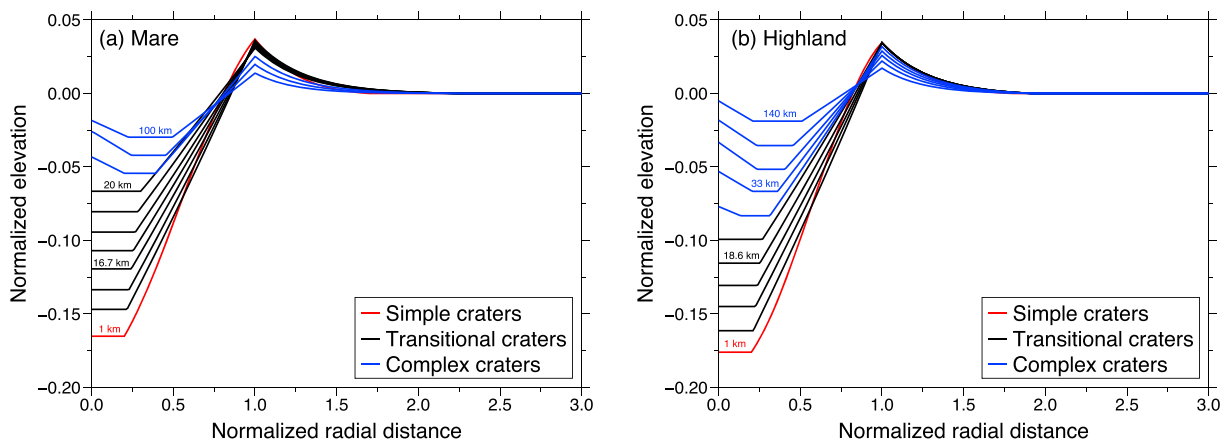 (a) Mare
0.05
0.00
−0.05
−0.10
−0.15
−0.20
Normalized elevation
100 km
20 km
16.7 km
1 km
Simple craters
Transitional craters
Complex craters
0.0 0.5 1.0 1.5 2.0 2.5 3.0
Normalized radial distance
(b) Highland
0.05
0.00
−0.05
−0.10
−0.15
−0.20
Normalized elevation
140 km
33 km
18.6 km
1 km
Simple craters
Transitional craters
Complex craters
0.0 0.5 1.0 1.5 2.0 2.5 3.0
Normalized radial distance